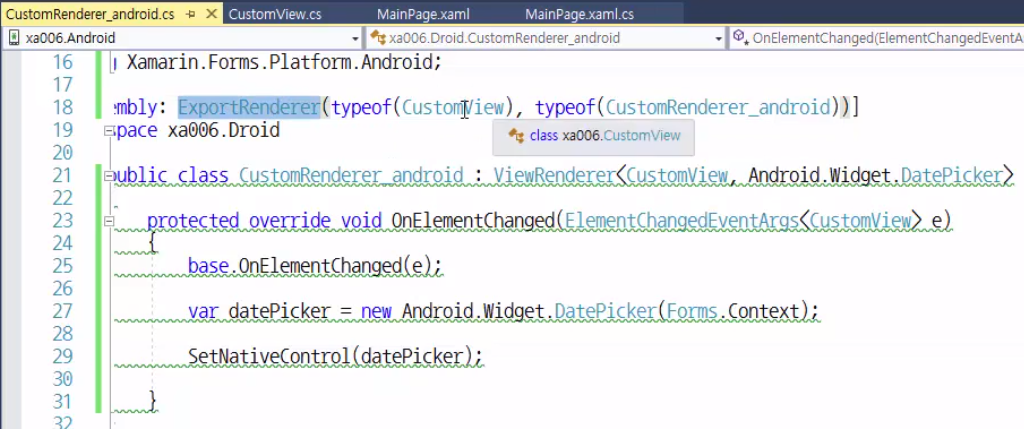 CustomRenderer_android.cs CustomView.cs MainPage.xaml MainPage.xaml.cs
xa006.Android xa006.Droid.CustomRenderer_android OnElementChanged(ElementChangedEventArgs
16 Xamarin.Forms.Platform.Android;
17
18 embly: ExportRenderer(typeof(CustomView), typeof(CustomRenderer_android))]
19 space xa006.Droid
class xa006.CustomView
20
21 public class CustomRenderer_android : ViewRenderer<CustomView, Android.Widget.DatePicker>
22
23 protected override void OnElementChanged(ElementChangedEventArgs<CustomView> e)
24 {
25 base.OnElementChanged(e);
26
27 var datePicker = new Android.Widget.DatePicker(Forms.Context);
28
29 SetNativeControl(datePicker);
30
31 }
32